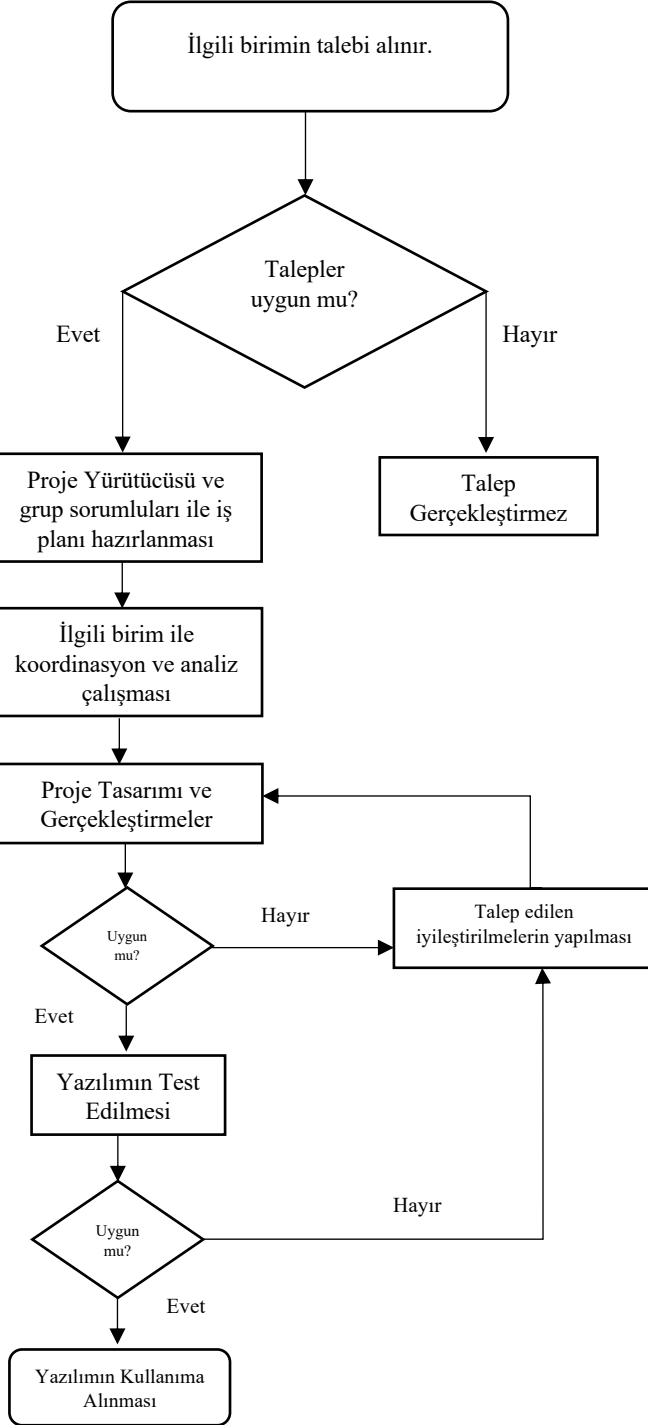 İlgili birimin talebi alınır.
Talepler
uygun mu?
Evet
Hayır
Proje Yürütücüsü ve
grup sorumluları ile iş
planı hazırlanması
Talep
Gerçekleştirmez
İlgili birim ile
koordinasyon ve analiz
çalışması
Proje Tasarımı ve
Gerçekleştirmeler
Uygun
mu?
Hayır
Talep edilen
iyileştirilmelerin yapılması
Evet
Yazılımın Test
Edilmesi
Uygun
mu?
Hayır
Evet
Yazılımın Kullanıma
Alınması